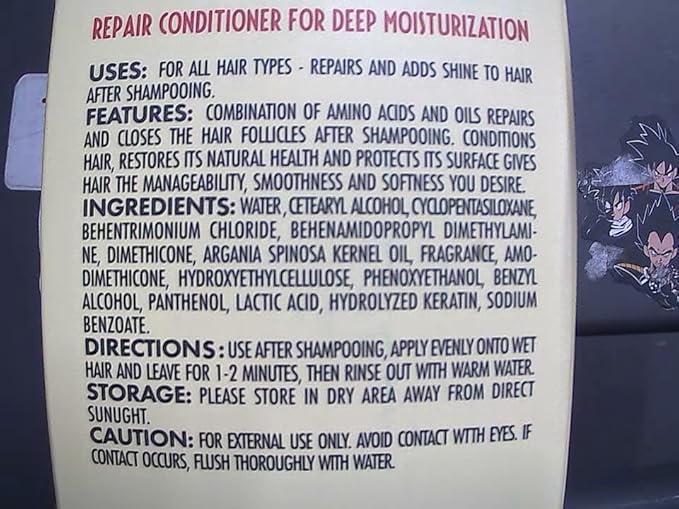 REPAIR CONDITIONER FOR DEEP MOISTURIZATION
USES: FOR ALL HAIR TYPES - REPAIRS AND ADDS SHINE TO HAIR
AFTER SHAMPOOING.
FEATURES: COMBINATION OF AMINO ACIDS AND OILS REPAIRS
AND CLOSES THE HAIR FOLLICLES AFTER SHAMPOOING. CONDITIONS
HAIR, RESTORES ITS NATURAL HEALTH AND PROTECTS ITS SURFACE GIVES
HAIR THE MANAGEABILITY, SMOOTHNESS AND SOFTNESS YOU DESIRE.
INGREDIENTS: WATER, CETEARYL ALCOHOL, CYCLOPENTASILOXANE,
BEHENTRIMONIUM CHLORIDE, BEHENAMIDOPROPYL DIMETHYLAMI-
NE, DIMETHICONE, ARGANIA SPINOSA KERNEL OIL, FRAGRANCE, AMO-
DIMETHICONE, HYDROXYETHYLCELLULOSE, PHENOXYETHANOL, BENZYL
ALCOHOL, PANTHENOL, LACTIC ACID, HYDROLYZED KERATIN, SODIUM
BENZOATE.
DIRECTIONS: USE AFTER SHAMPOOING, APPLY EVENLY ONTO WET
HAIR AND LEAVE FOR 1-2 MINUTES, THEN RINSE OUT WITH WARM WATER.
STORAGE: PLEASE STORE IN DRY AREA AWAY FROM DIRECT
SUNUGHT.
CAUTION: FOR EXTERNAL USE ONLY. AVOID CONTACT WTTH EYES. IF
CONTACT OCCURS, FLUSH THOROUGHLY WITH WATER.